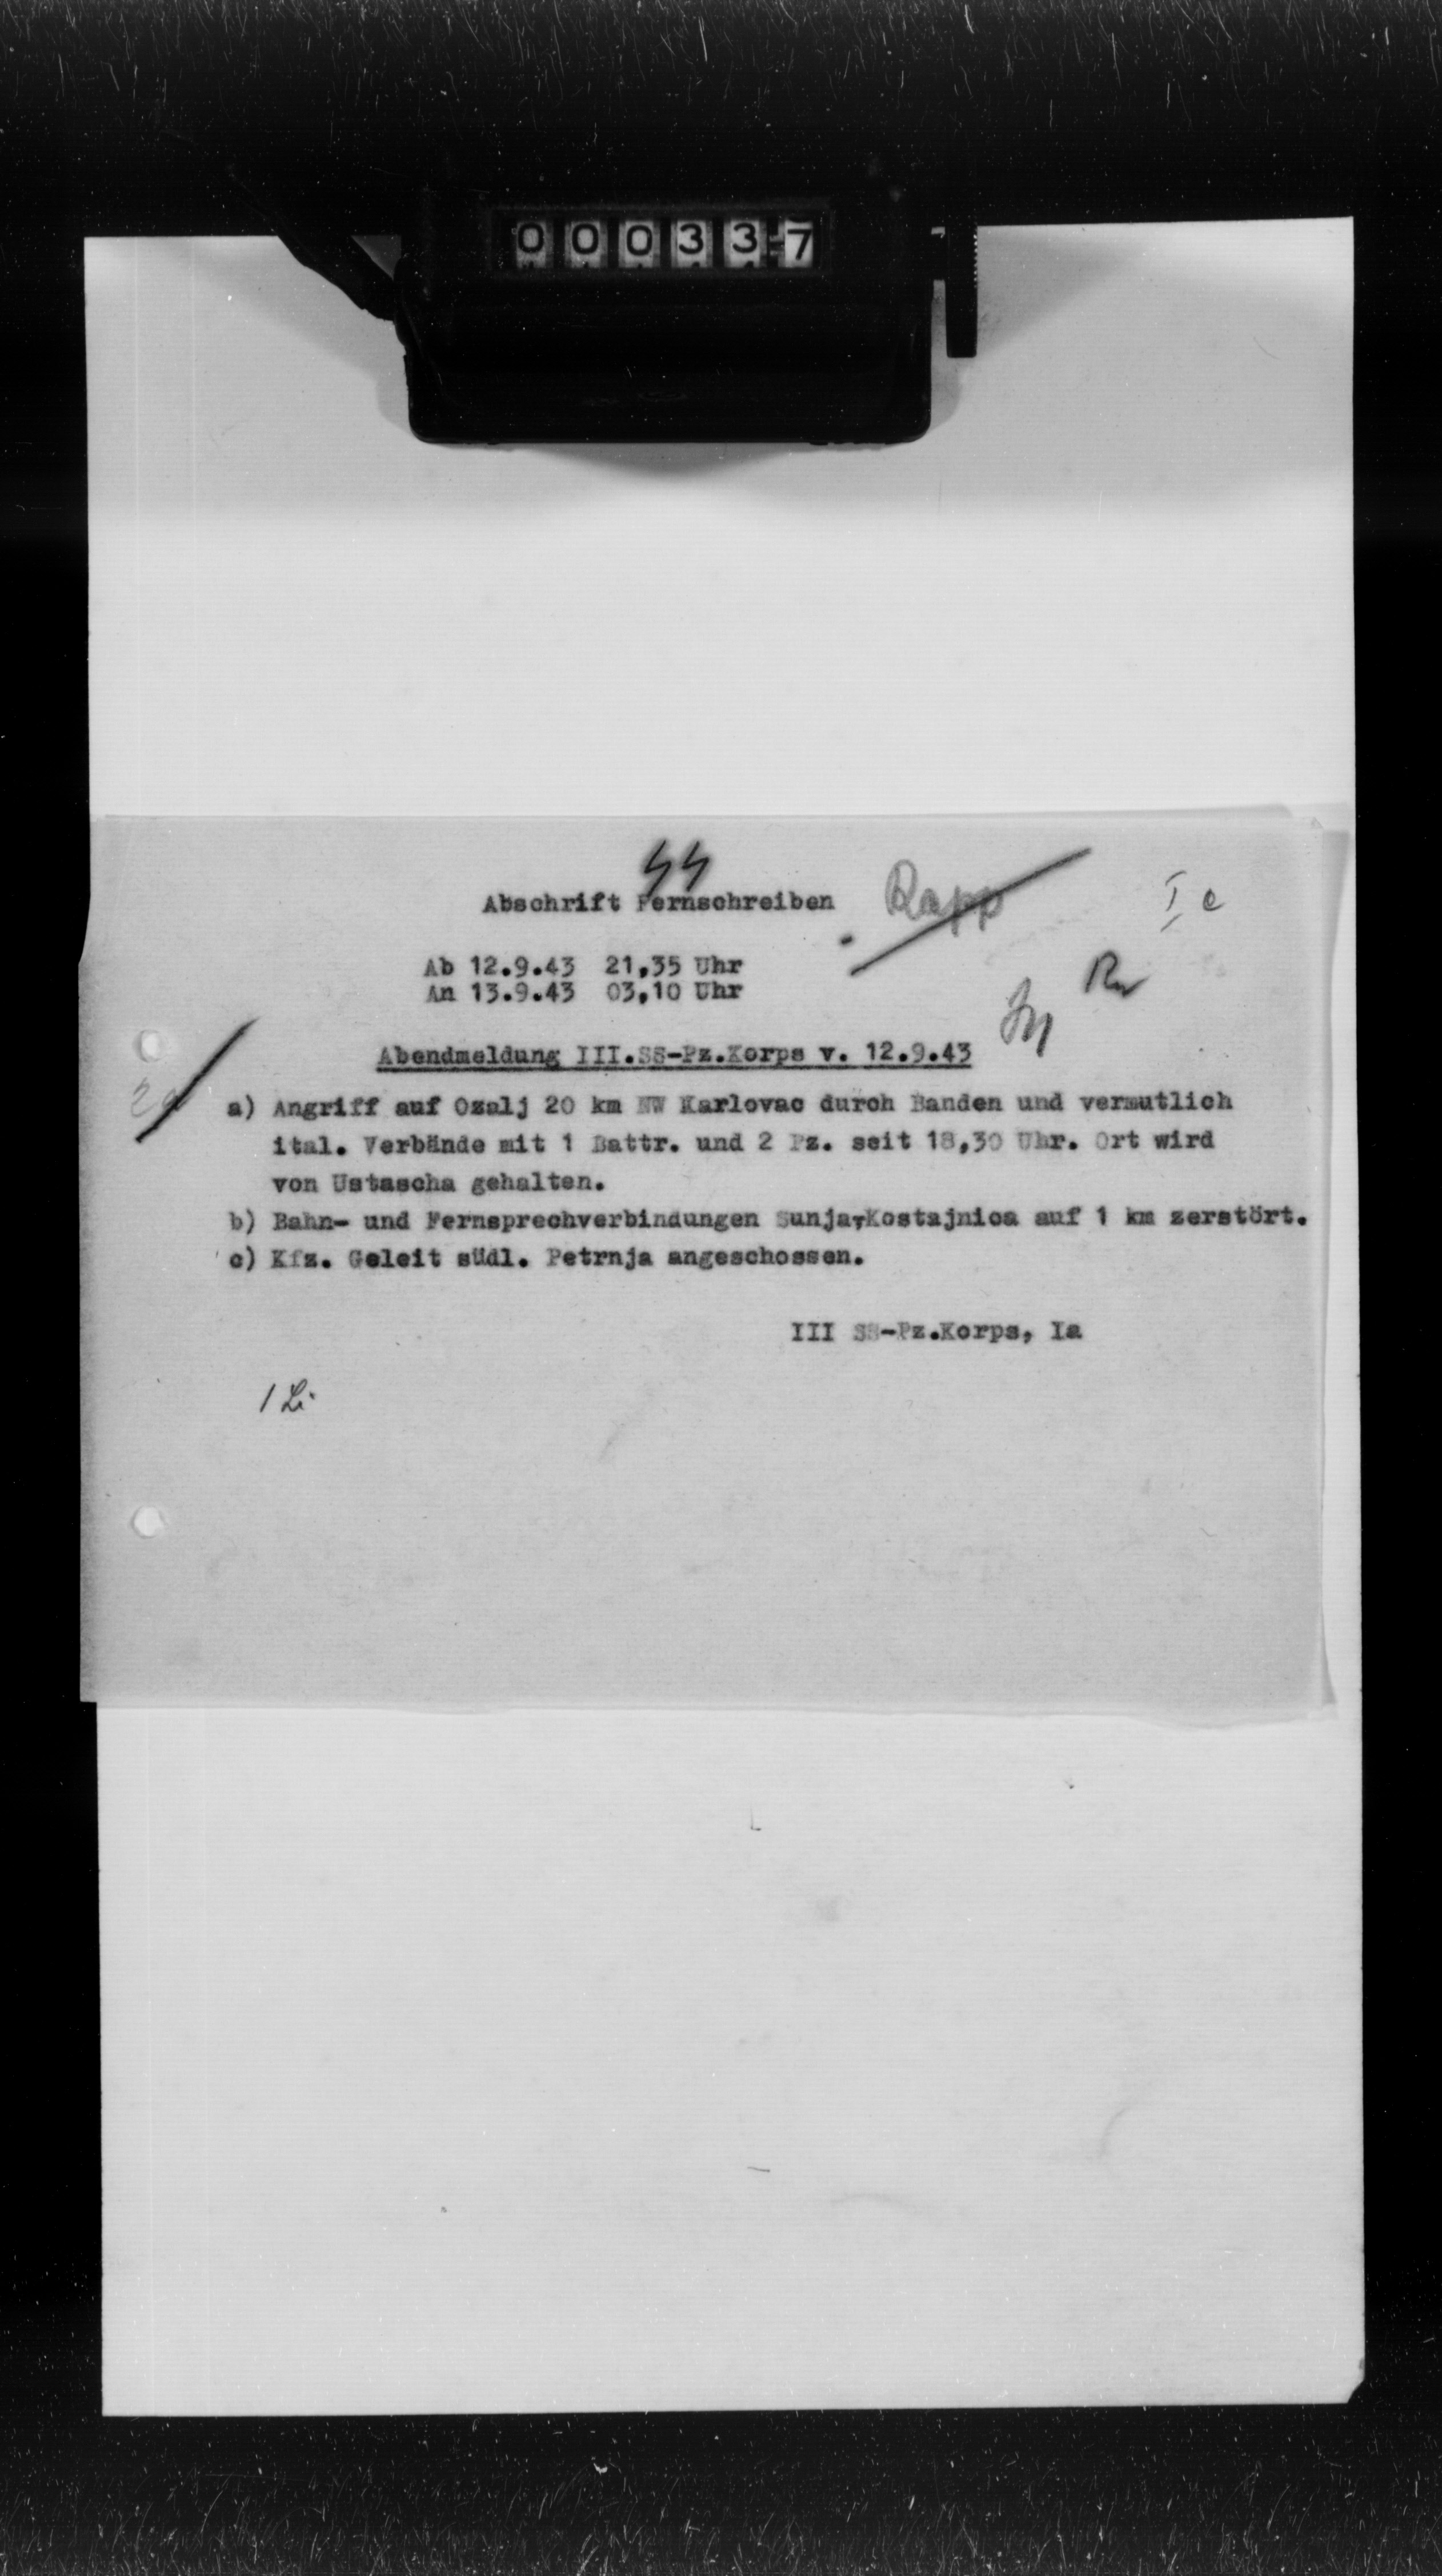 000337
SS
Abschrift Fernschreiben
Rapp
I c
Ab 12.9.43 21,35 Uhr
An 13.9.43 03,10 Uhr
Abendmeldung III.SS-Pz.Korps v. 12.9.43
a) Angriff auf Ozalj 20 km NW Karlovac durch Banden und vermutlich
ital. Verbände mit 1 Battr. und 2 Pz. seit 18,30 Uhr. Ort wird
von Ustascha gehalten.
b) Bahn- und Fernsprechverbindungen Sunja-Kostajnica auf 1 km zerstört.
c) Kfz. Geleit südl. Petrnja angeschossen.
III SS-Pz.Korps, Ia